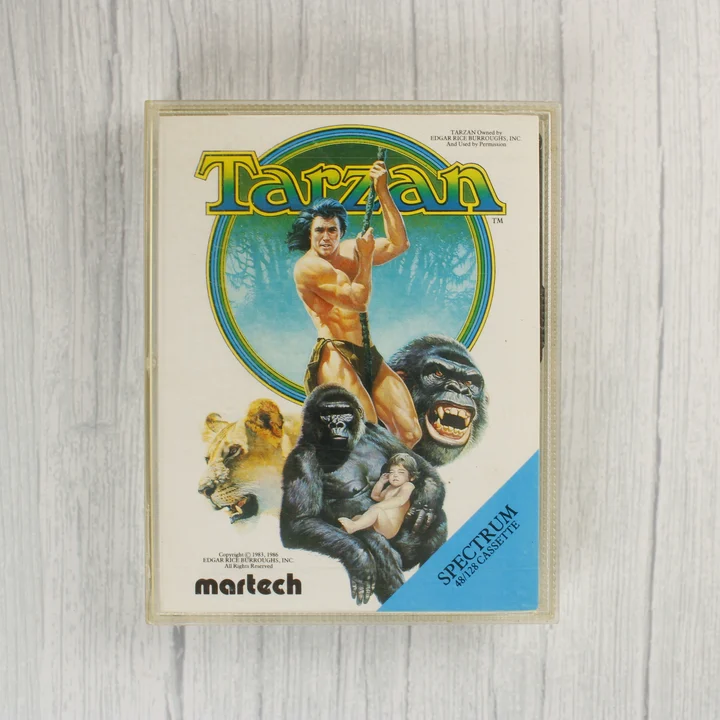 TARZAN Owned by
EDGAR RICE BURROUGHS, INC.
And Used by Permission
Tarzan
TM
SPECTRUM
48/128 CASSETTE
Copyright © 1983, 1986
EDGAR RICE BURROUGHS, INC.
All Rights Reserved
martech